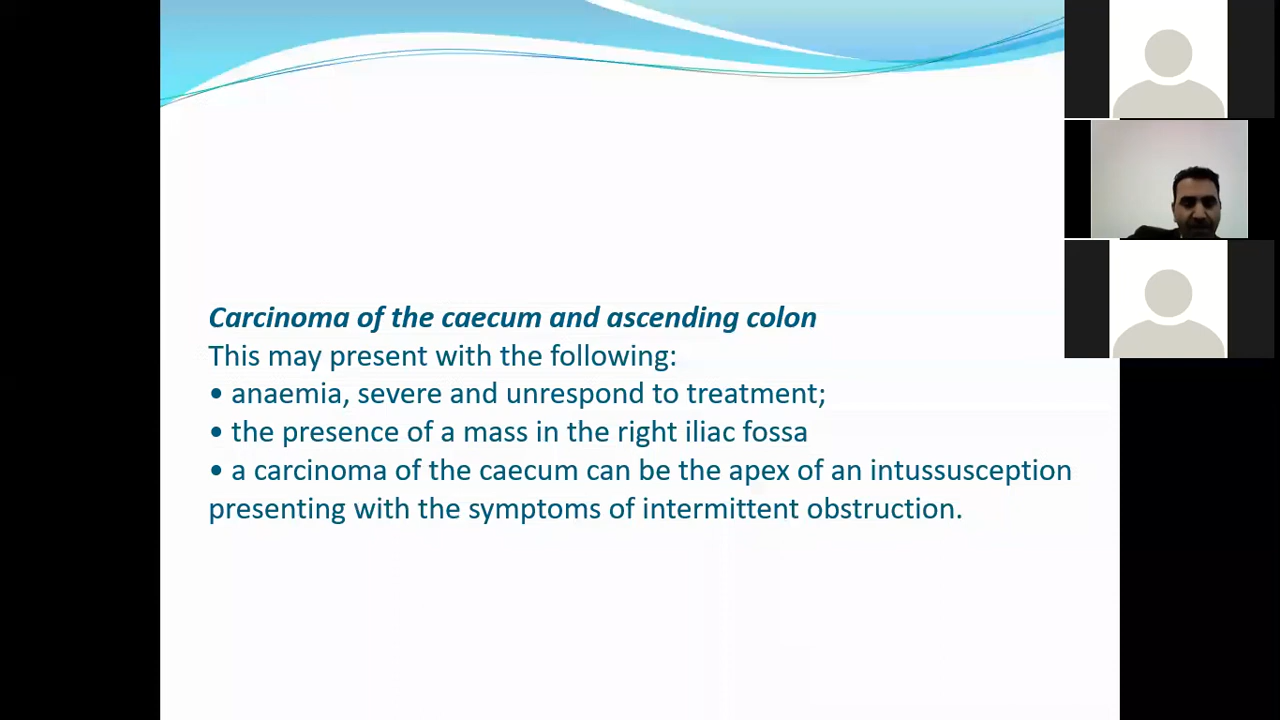 Carcinoma of the caecum and ascending colon
This may present with the following:
• anaemia, severe and unrespond to treatment;
• the presence of a mass in the right iliac fossa
• a carcinoma of the caecum can be the apex of an intussusception
presenting with the symptoms of intermittent obstruction.